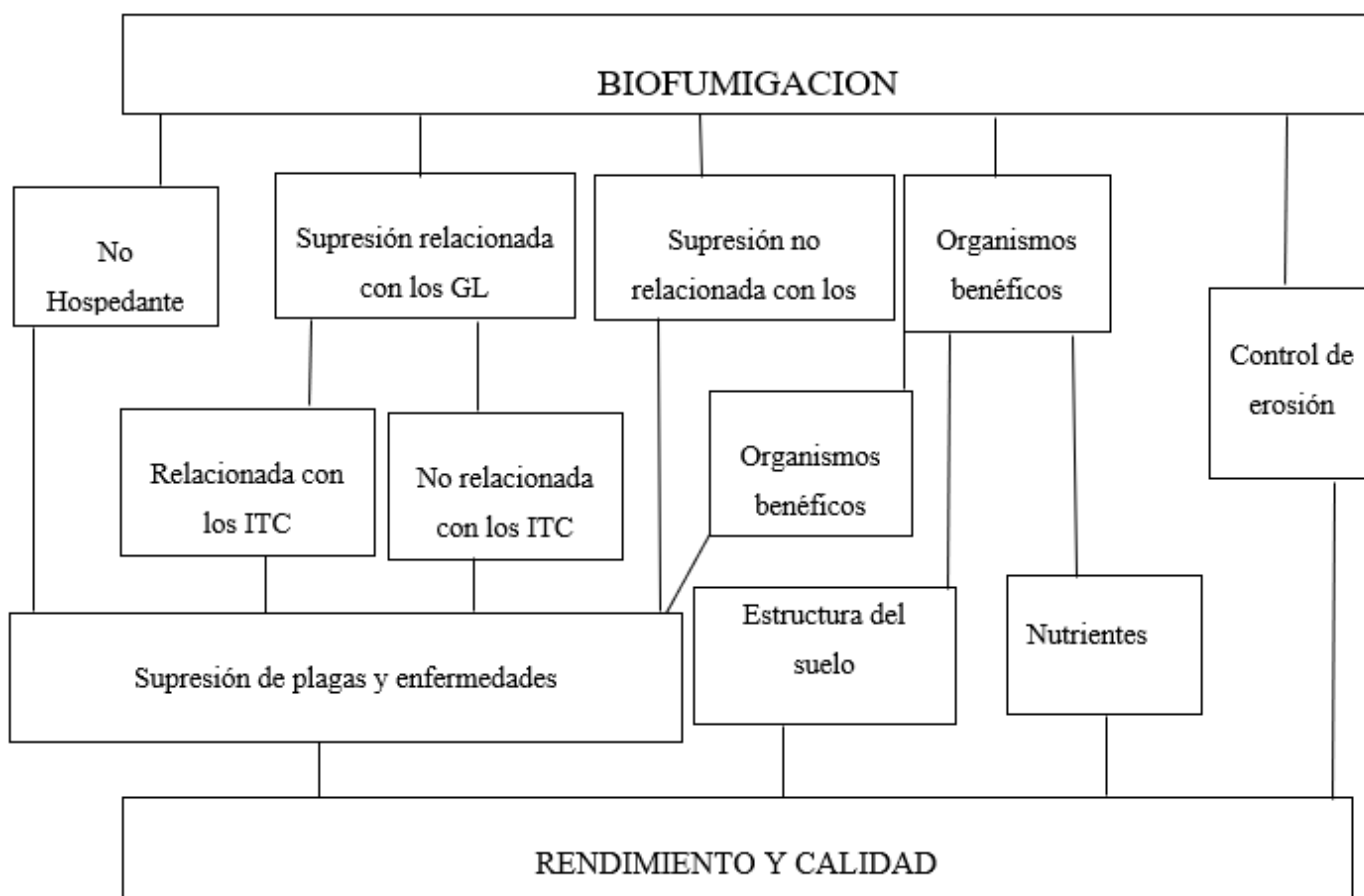 BIOFUMIGACION
No
Hospedante
Supresión relacionada
con los GL
Supresión no
relacionada con los
Organismos
benéficos
Control de
erosión
Relacionada con
los ITC
No relacionada
con los ITC
Organismos
benéficos
Estructura del
suelo
Nutrientes
Supresión de plagas y enfermedades
RENDIMIENTO Y CALIDAD